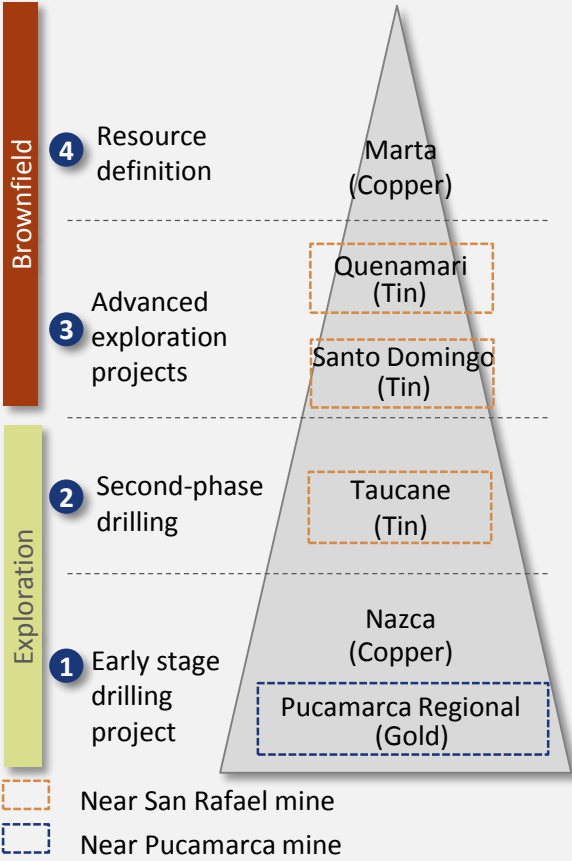 Brownfield
4
Resource
definition
Marta
(Copper)
3
Advanced
exploration
projects
Quenamari
(Tin)
Santo Domingo
(Tin)
Exploration
2
Second-phase
drilling
Taucane
(Tin)
1
Early stage
drilling
project
Nazca
(Copper)
Pucamarca Regional
(Gold)
Near San Rafael mine
Near Pucamarca mine